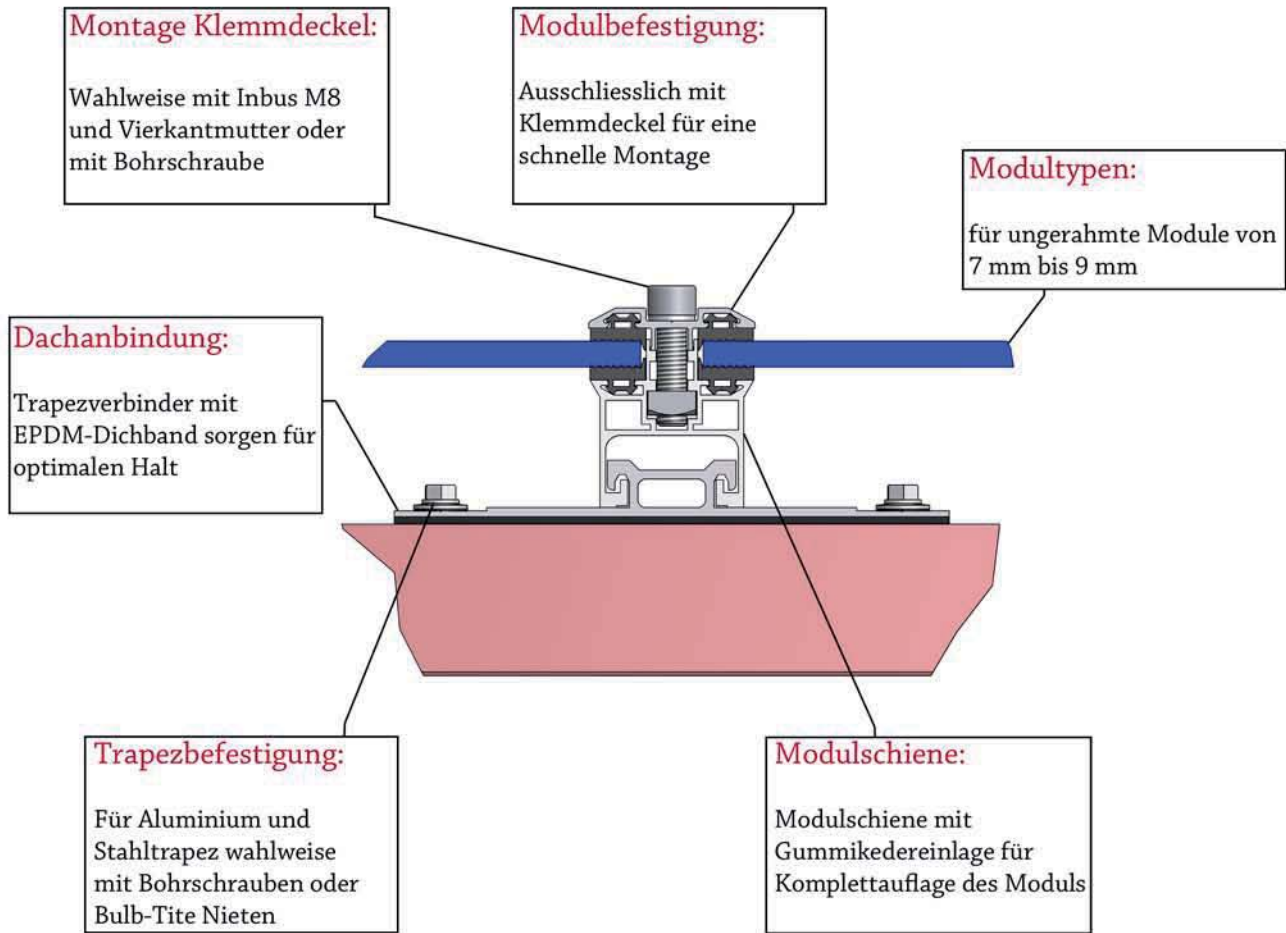 Montage Klemmdeckel:
Wahlweise mit Inbus M8
und Vierkantmutter oder
mit Bohrschraube
Modulbefestigung:
Ausschliesslich mit
Klemmdeckel für eine
schnelle Montage
Modultypen:
für ungerahmte Module von
7 mm bis 9 mm
Dachanbindung:
Trapezverbinder mit
EPDM-Dichband sorgen für
optimalen Halt
Trapezbefestigung:
Für Aluminium und
Stahltrapez wahlweise
mit Bohrschrauben oder
Bulb-Tite Nieten
Modulschiene:
Modulschiene mit
Gummikedereinlage für
Komplettauflage des Moduls